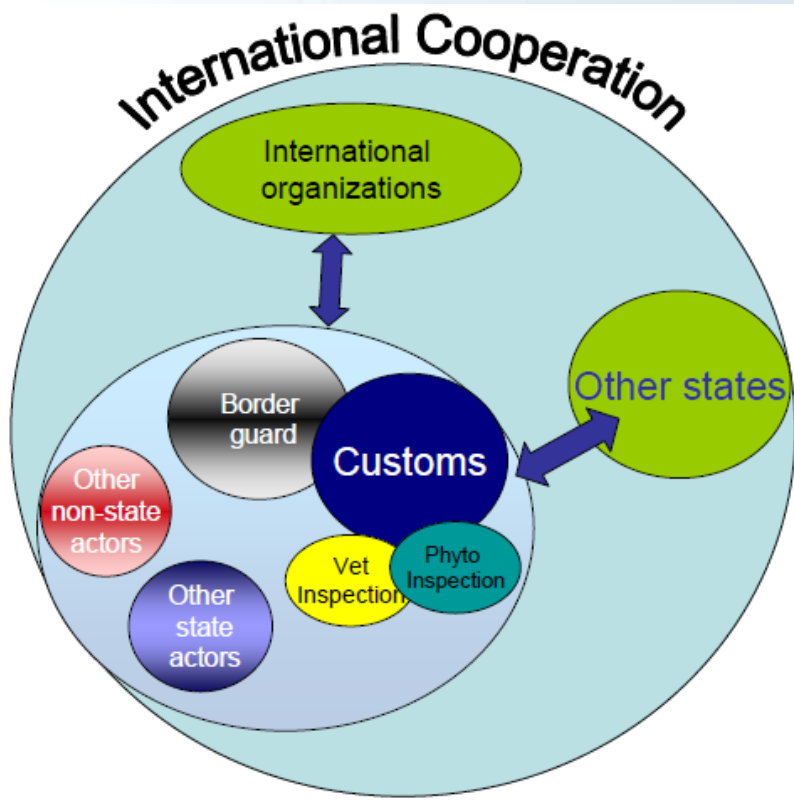 International Cooperation
International
organizations
Other states
Border
guard
Customs
Other
non-state
actors
Vet
Inspection
Phyto
Inspection
Other
state
actors